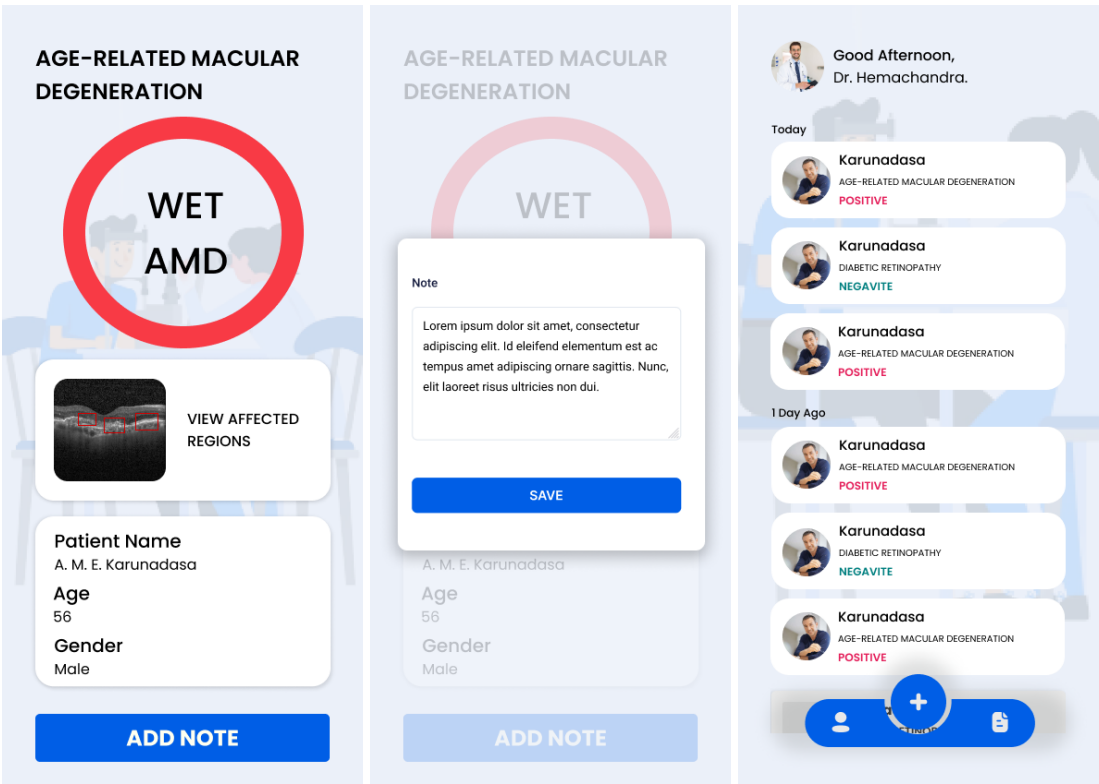 AGE-RELATED MACULAR
DEGENERATION
WET
AMD
VIEW AFFECTED
REGIONS
Patient Name
A. M. E. Karunadasa
Age
56
Gender
Male
ADD NOTE
AGE-RELATED MACULAR
DEGENERATION
WET
Note
Lorem ipsum dolor sit amet, consectetur
adipiscing elit. Id eleifend elementum est ac
tempus amet adipiscing ornare sagittis. Nunc,
elit laoreet risus ultricies non dui.
SAVE
A. M. E. Karunadasa
Age
56
Gender
Male
ADD NOTE
Good Afternoon,
Dr. Hemachandra.
Today
Karunadasa
AGE-RELATED MACULAR DEGENERATION
POSITIVE
Karunadasa
DIABETIC RETINOPATHY
NEGAVITE
Karunadasa
AGE-RELATED MACULAR DEGENERATION
POSITIVE
1 Day Ago
Karunadasa
AGE-RELATED MACULAR DEGENERATION
POSITIVE
Karunadasa
DIABETIC RETINOPATHY
NEGAVITE
Karunadasa
AGE-RELATED MACULAR DEGENERATION
POSITIVE